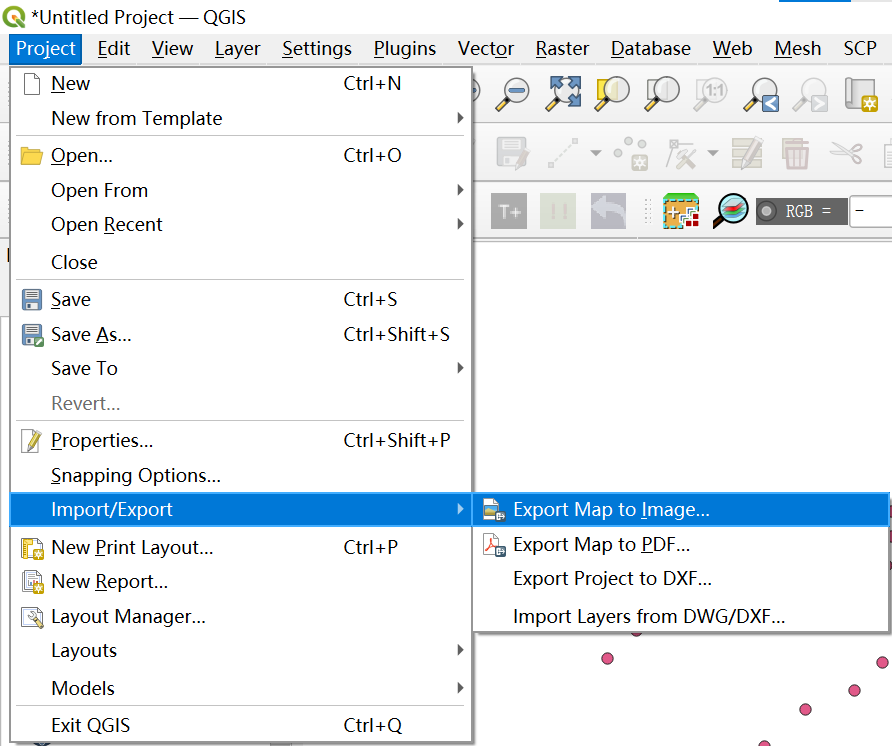 *Untitled Project — QGIS
Project Edit View Layer Settings Plugins Vector Raster Database Web Mesh SCP
New Ctrl+N
New from Template
Open... Ctrl+O
Open From
Open Recent
Close
Save Ctrl+S
Save As... Ctrl+Shift+S
Save To
Revert...
Properties... Ctrl+Shift+P
Snapping Options...
Import/Export
New Print Layout... Ctrl+P
New Report...
Layout Manager...
Layouts
Models
Exit QGIS Ctrl+Q
Export Map to Image...
Export Map to PDF...
Export Project to DXF...
Import Layers from DWG/DXF...
1:1
T+
RGB = -